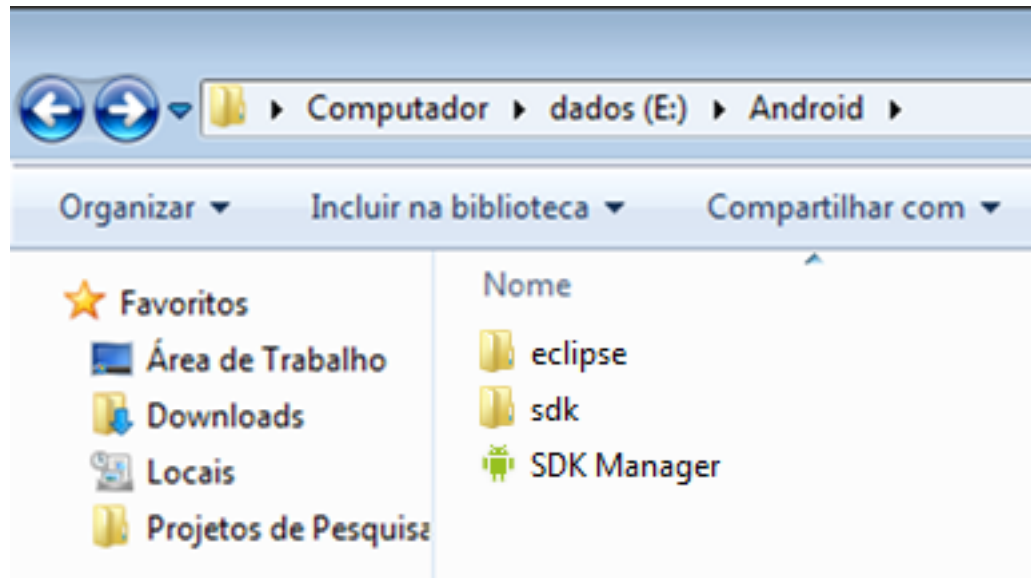 Computador dados (E:) Android
Organizar Incluir na biblioteca Compartilhar com
Nome
Favoritos
Área de Trabalho
Downloads
Locais
Projetos de Pesquisa
eclipse
sdk
SDK Manager